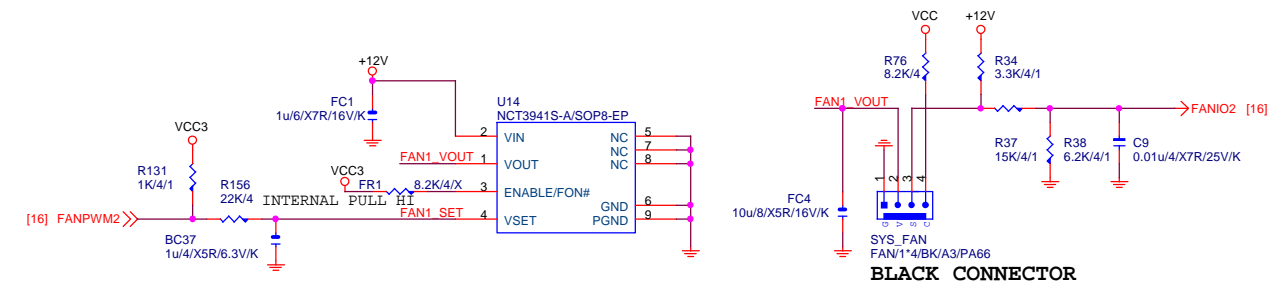 +12V
FC1
1u/6/X7R/16V/K
VCC3
R131
1K/4/1
R156
22K/4
[16] FANPWM2
BC37
1u/4/X5R/6.3V/K
VCC3
FR1
8.2K/4/X
INTERNAL PULL HI
FAN1_VOUT
FAN1_SET
U14
NCT3941S-A/SOP8-EP
2 VIN
1 VOUT
3 ENABLE/FON#
4 VSET
NC 5
NC 7
NC 8
GND 6
PGND 9
VCC
+12V
R76
8.2K/4
R34
3.3K/4/1
FAN1_VOUT
FANIO2 [16]
R37
15K/4/1
R38
6.2K/4/1
C9
0.01u/4/X7R/25V/K
FC4
10u/8/X5R/16V/K
1 2 3 4
G V S C
SYS_FAN
FAN/1*4/BK/A3/PA66
BLACK CONNECTOR